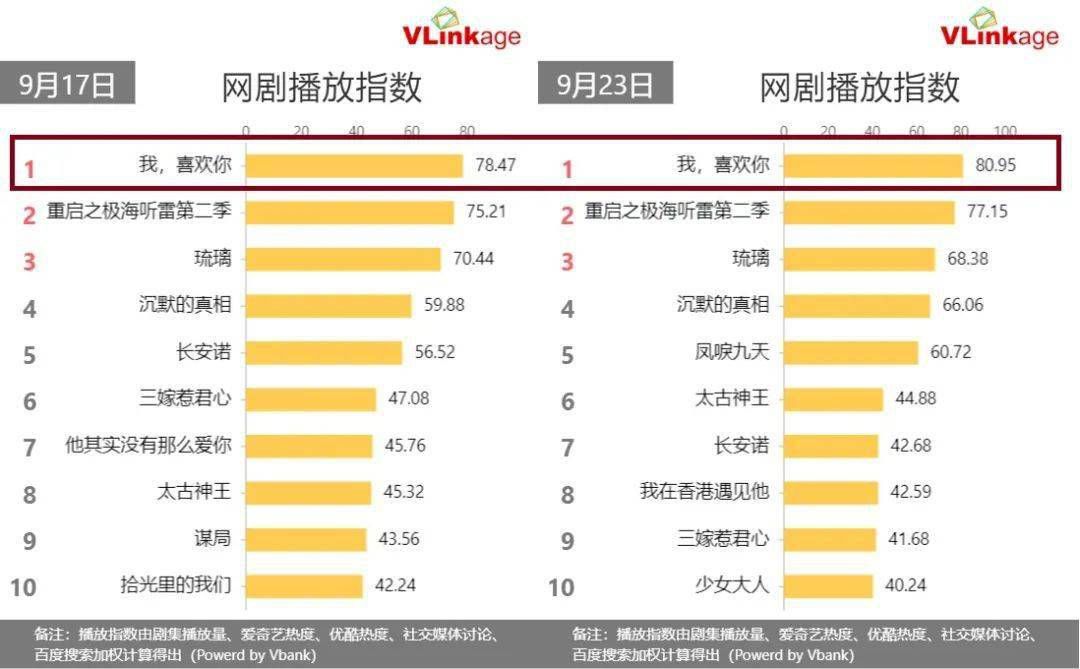 VLinkage
9月17日
网剧播放指数
0 20 40 60 80
1 我，喜欢你 78.47
2 重启之极海听雷第二季 75.21
3 琉璃 70.44
4 沉默的真相 59.88
5 长安诺 56.52
6 三嫁惹君心 47.08
7 他其实没有那么爱你 45.76
8 太古神王 45.32
9 谋局 43.56
10 拾光里的我们 42.24
备注：播放指数由剧集播放量、爱奇艺热度、优酷热度、社交媒体讨论、
百度搜索加权计算得出（Powerd by Vbank)
VLinkage
9月23日
网剧播放指数
0 20 40 60 80 100
1 我，喜欢你 80.95
2 重启之极海听雷第二季 77.15
3 琉璃 68.38
4 沉默的真相 66.06
5 凤唳九天 60.72
6 太古神王 44.88
7 长安诺 42.68
8 我在香港遇见他 42.59
9 三嫁惹君心 41.68
10 少女大人 40.24
备注：播放指数由剧集播放量、爱奇艺热度、优酷热度、社交媒体讨论、
百度搜索加权计算得出（Powerd by Vbank)